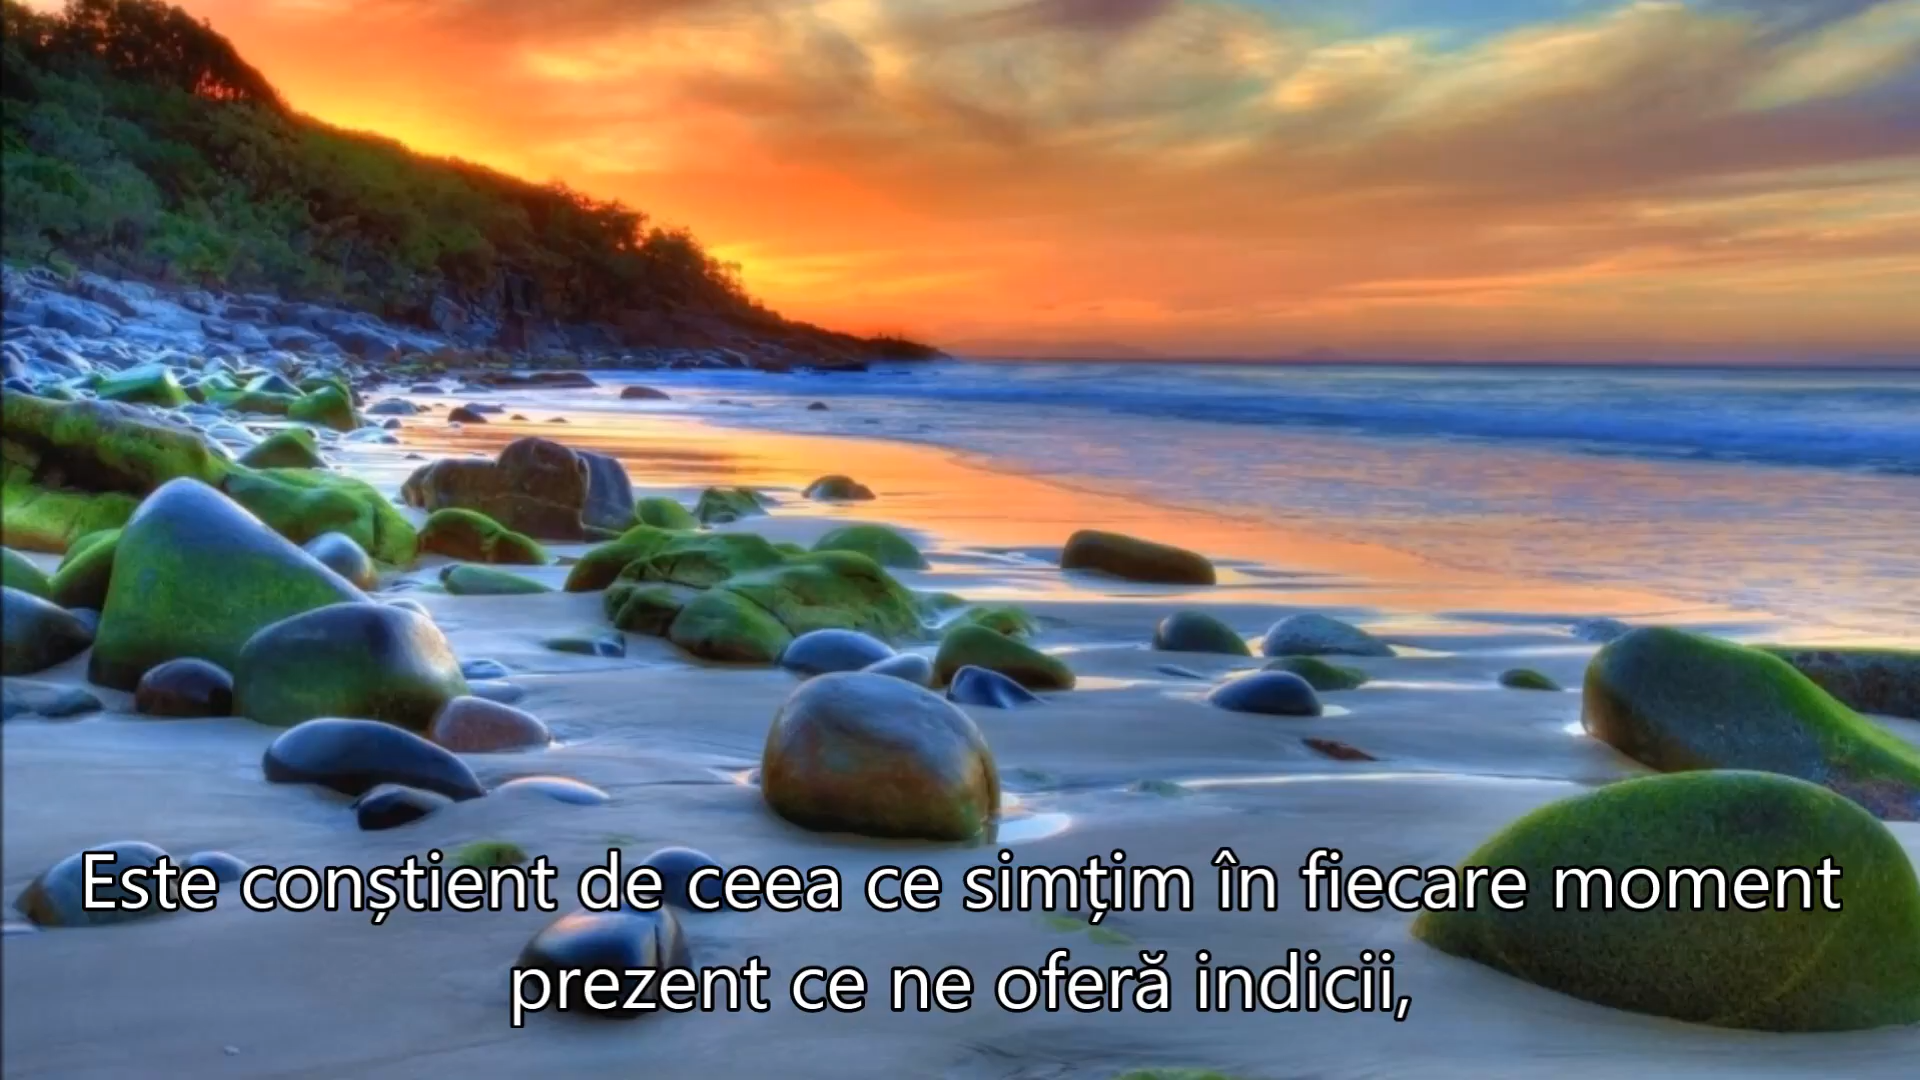 Este conștient de ceea ce simțim în fiecare moment
prezent ce ne oferă indicii,